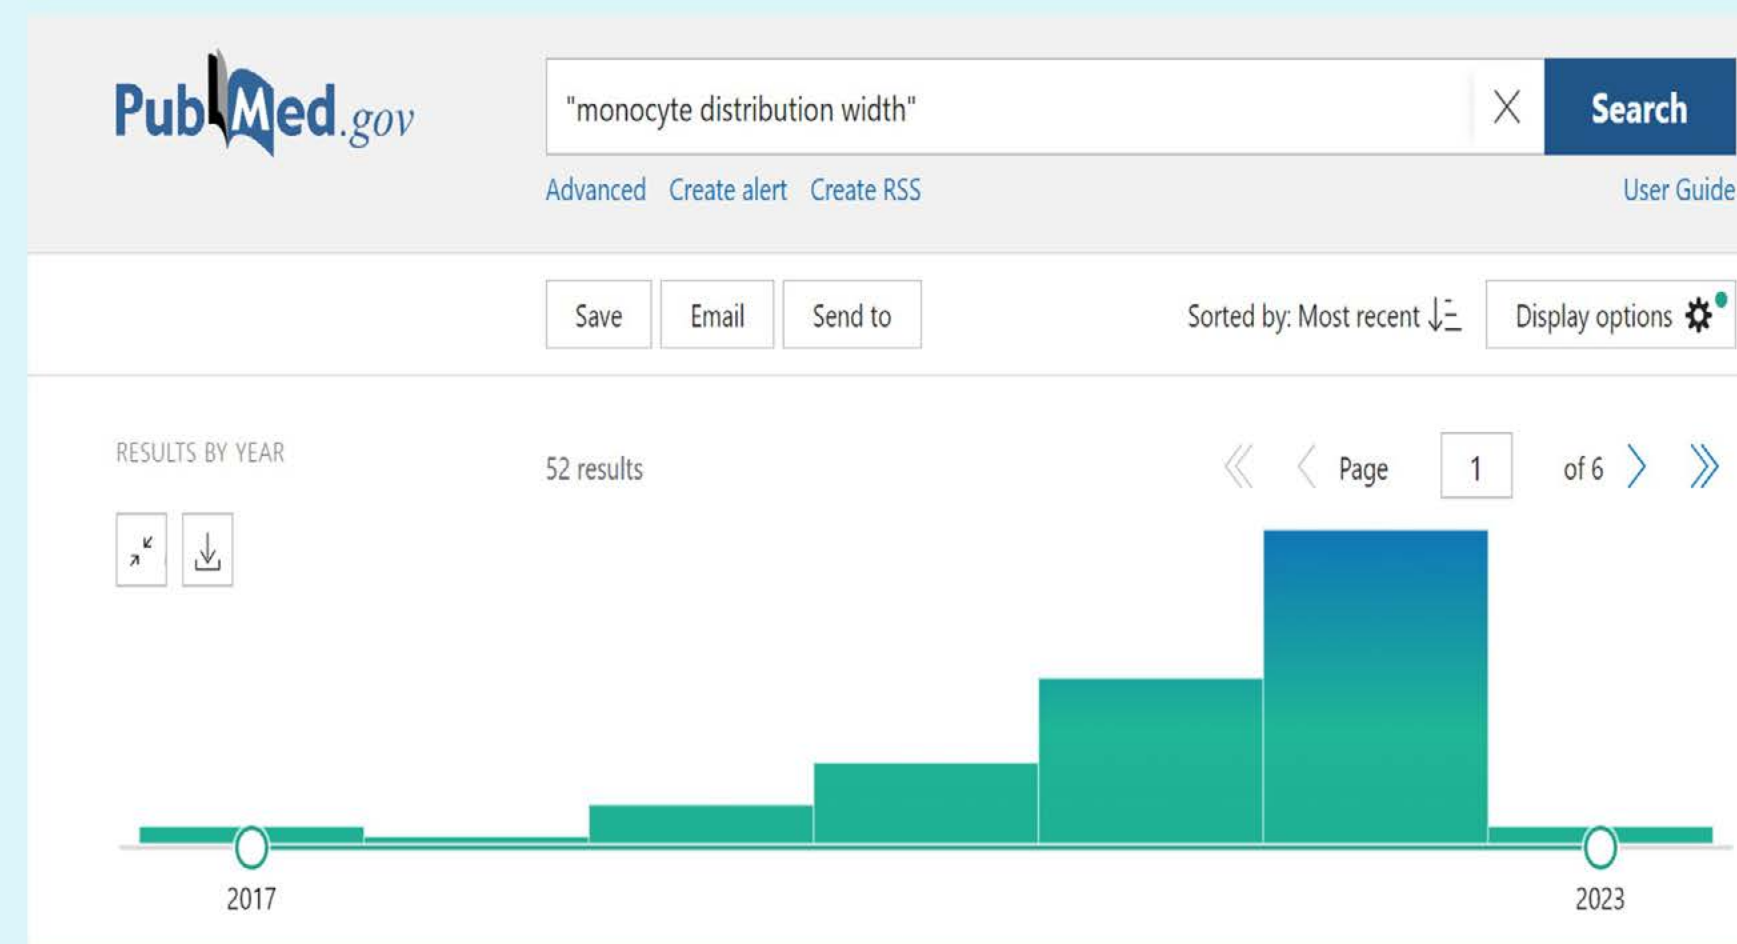 PubMed.gov
"monocyte distribution width"
Search
Advanced Create alert Create RSS
User Guide
Save
Email
Send to
Sorted by: Most recent
Display options
RESULTS BY YEAR
52 results
Page 1 of 6
2017
2023